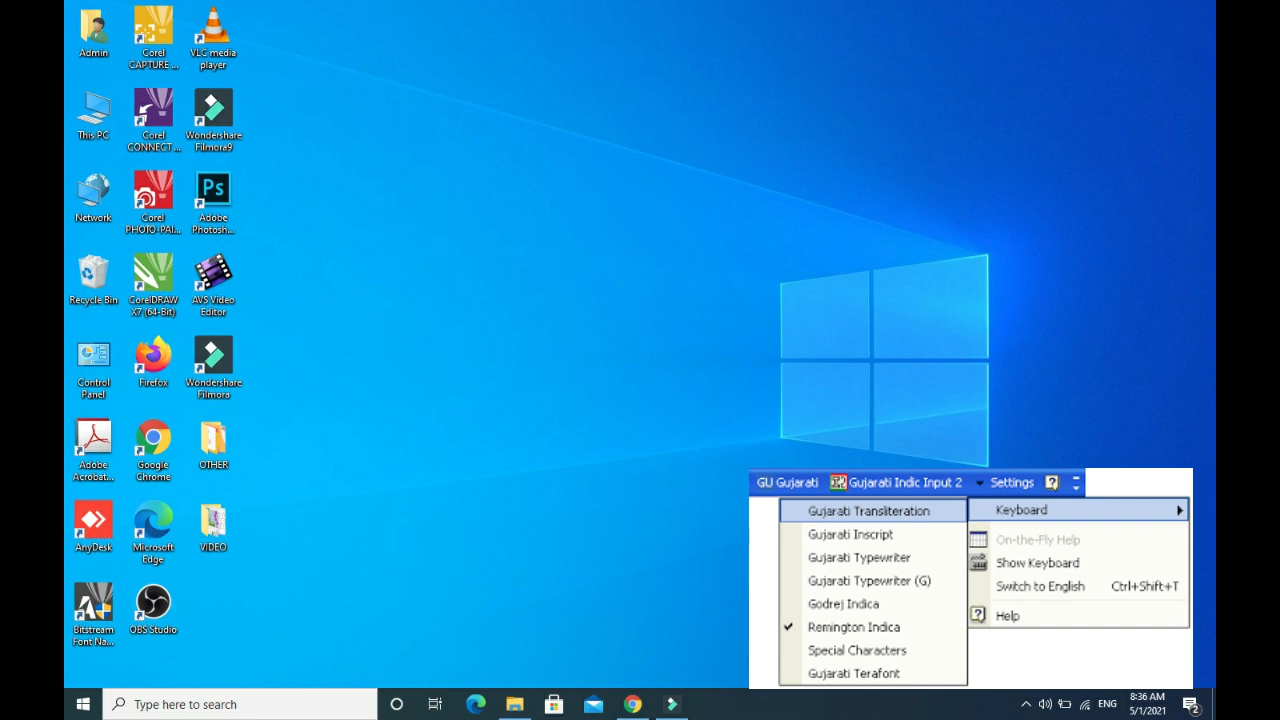 Admin
Corel
CAPTURE ...
VLC media
player
This PC
Corel
CONNECT ...
Wondershare
Filmora9
Network
Corel
PHOTO-PAI...
Ps
Adobe
Photosh...
Recycle Bin
CorelDRAW
X7 (64-Bit)
AVS Video
Editor
Control
Panel
Firefox
Wondershare
Filmora
Adobe
Acrobat...
Google
Chrome
OTHER
AnyDesk
Microsoft
Edge
VIDEO
Bitstream
Font Na...
OBS Studio
GU Gujarati Gujarati Indic Input 2 Settings
Gujarati Transliteration
Gujarati Inscript
Gujarati Typewriter
Gujarati Typewriter (G)
Godrej Indica
Remington Indica
Special Characters
Gujarati Terafont
Keyboard
On-the-Fly Help
Show Keyboard
Switch to English Ctrl+Shift+T
Help
Type here to search
ENG
8:36 AM
5/1/2021
2